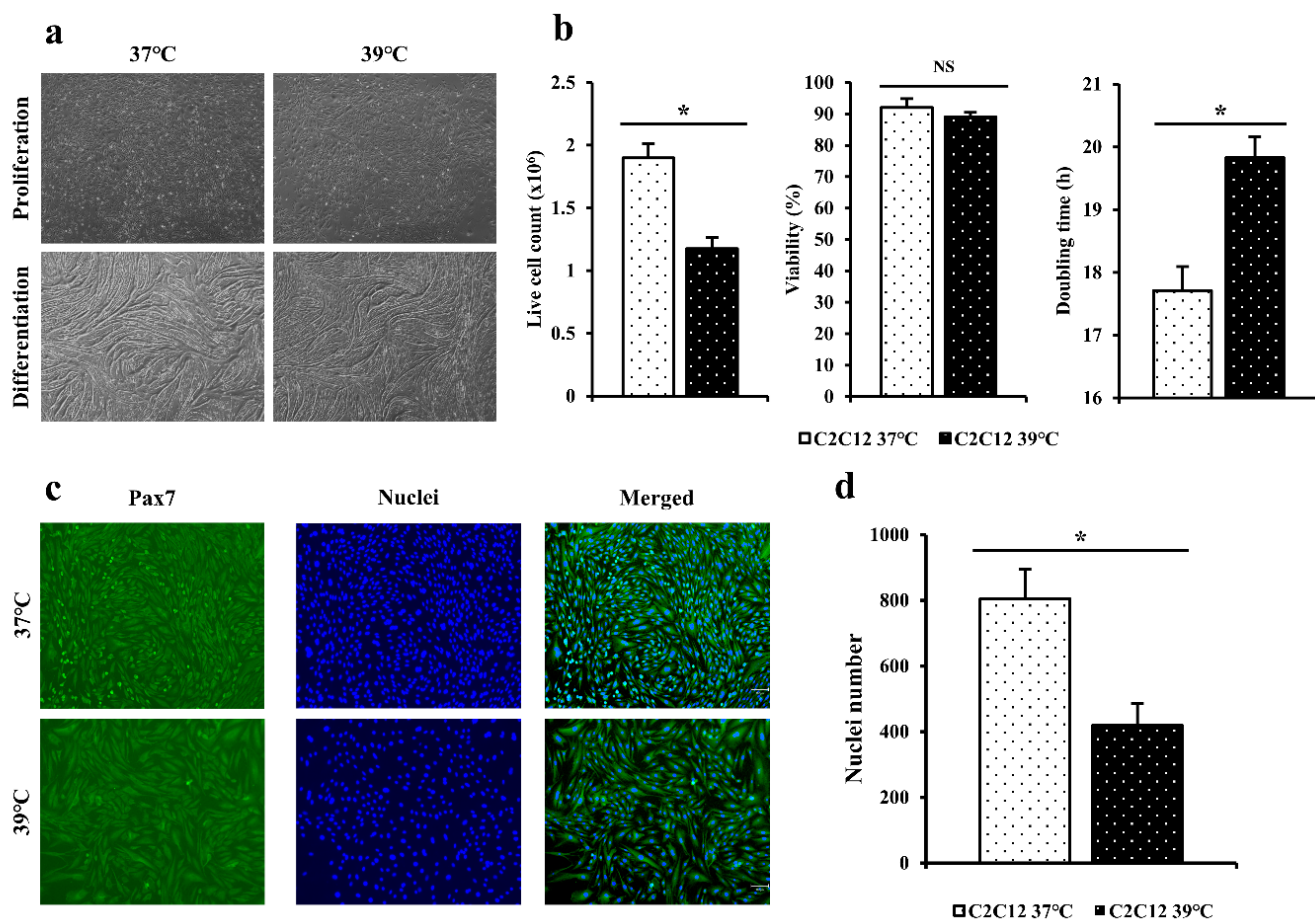 a
37°C
39°C
Proliferation
Differentiation
b
Live cell count (x10⁶)
2.5
2
1.5
1
0.5
0
*
Viability (%)
100
90
80
70
60
50
40
30
20
10
0
NS
Doubling time (h)
21
20
19
18
17
16
*
C2C12 37°C
C2C12 39°C
c
Pax7
Nuclei
Merged
37°C
39°C
d
Nuclei number
1000
800
600
400
200
0
*
C2C12 37°C
C2C12 39°C